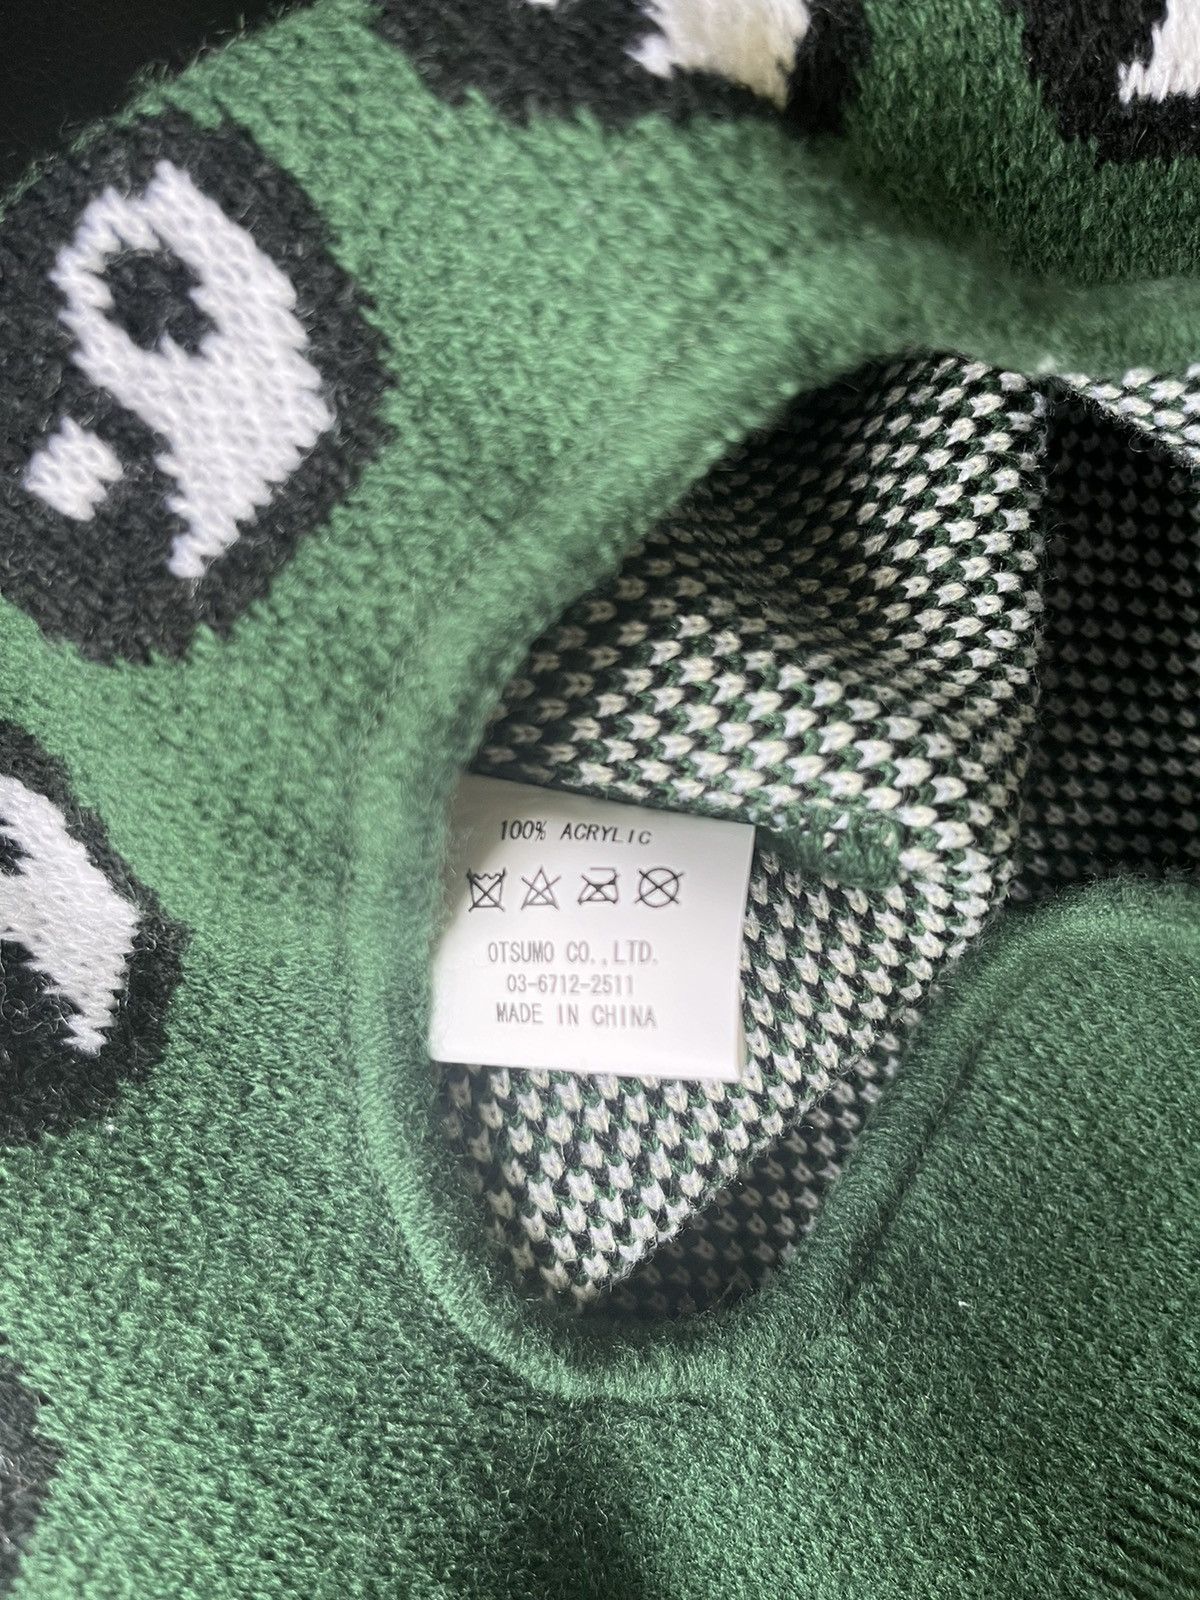 100% ACRYLIC
OTSUMO CO.,LTD.
03-6712-2511
MADE IN CHINA